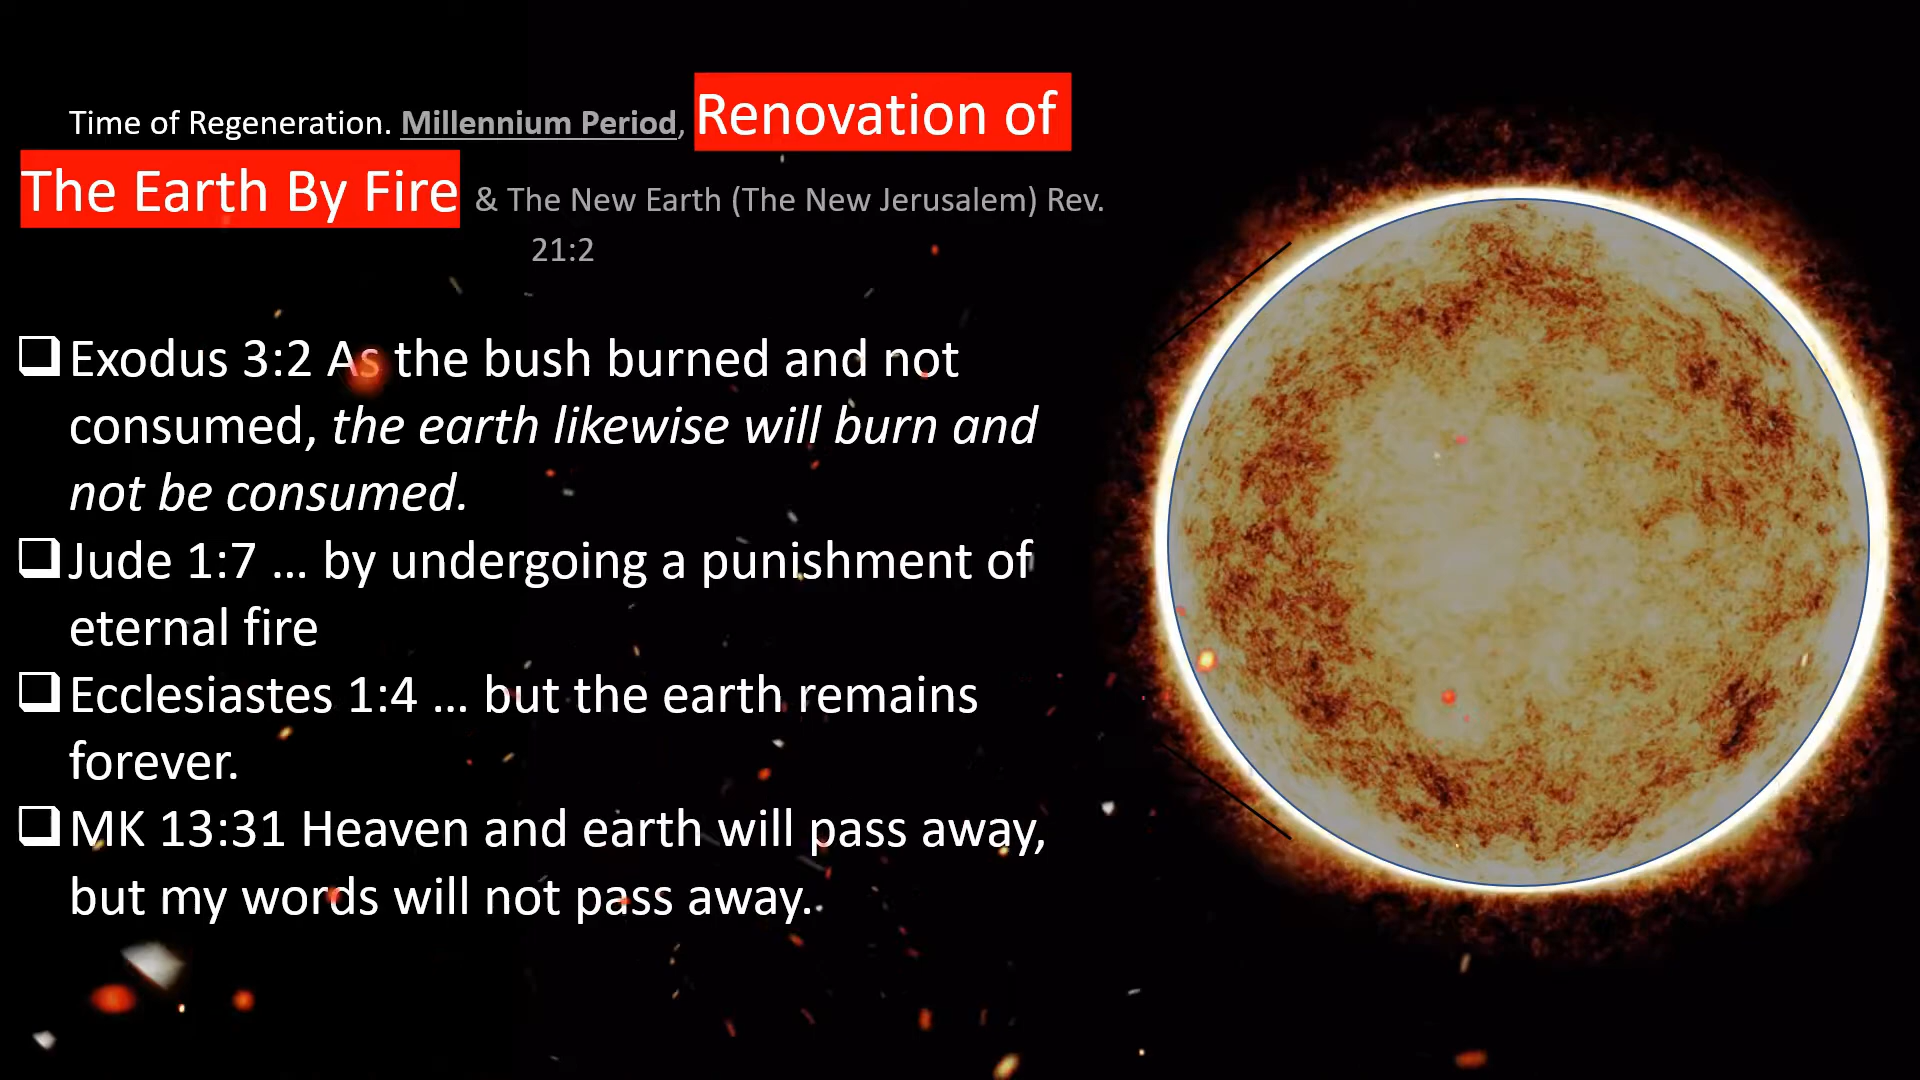 Time of Regeneration. Millennium Period, Renovation of
The Earth By Fire & The New Earth (The New Jerusalem) Rev.
21:2
❑Exodus 3:2 As the bush burned and not
consumed, the earth likewise will burn and
not be consumed.
❑Jude 1:7 … by undergoing a punishment of
eternal fire
❑Ecclesiastes 1:4 … but the earth remains
forever.
❑MK 13:31 Heaven and earth will pass away,
but my words will not pass away.